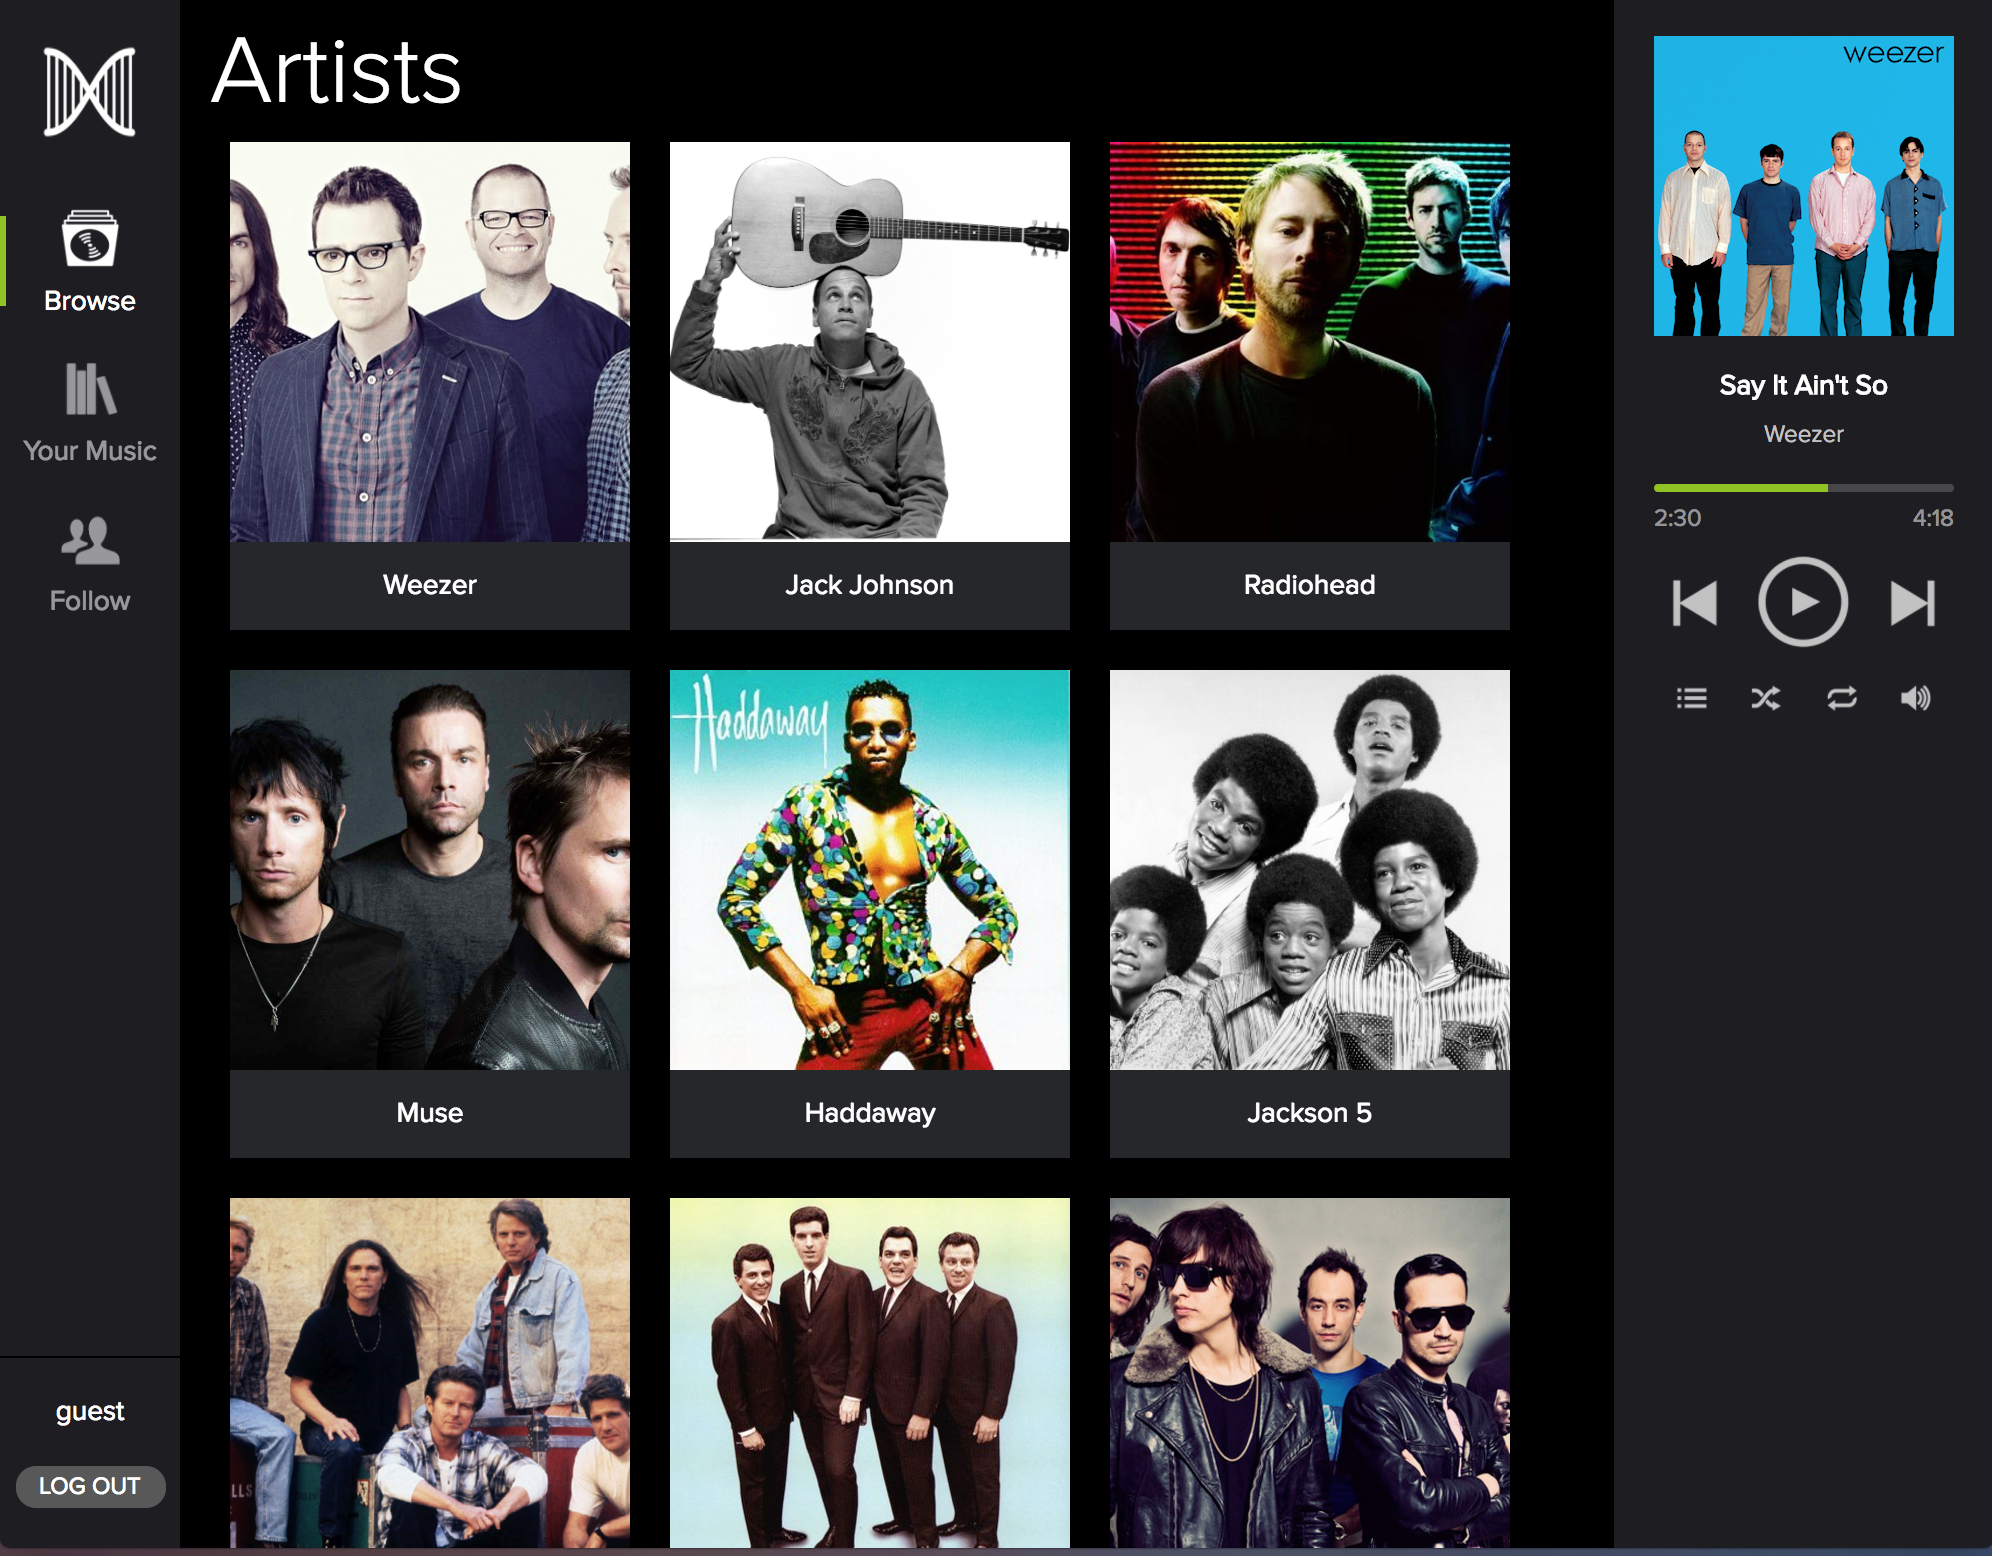 Artists
Browse
Your Music
Follow
guest
LOG OUT
Weezer
Jack Johnson
Radiohead
Haddaway
Muse
Haddaway
Jackson 5
weezer
Say It Ain't So
Weezer
2:30
4:18